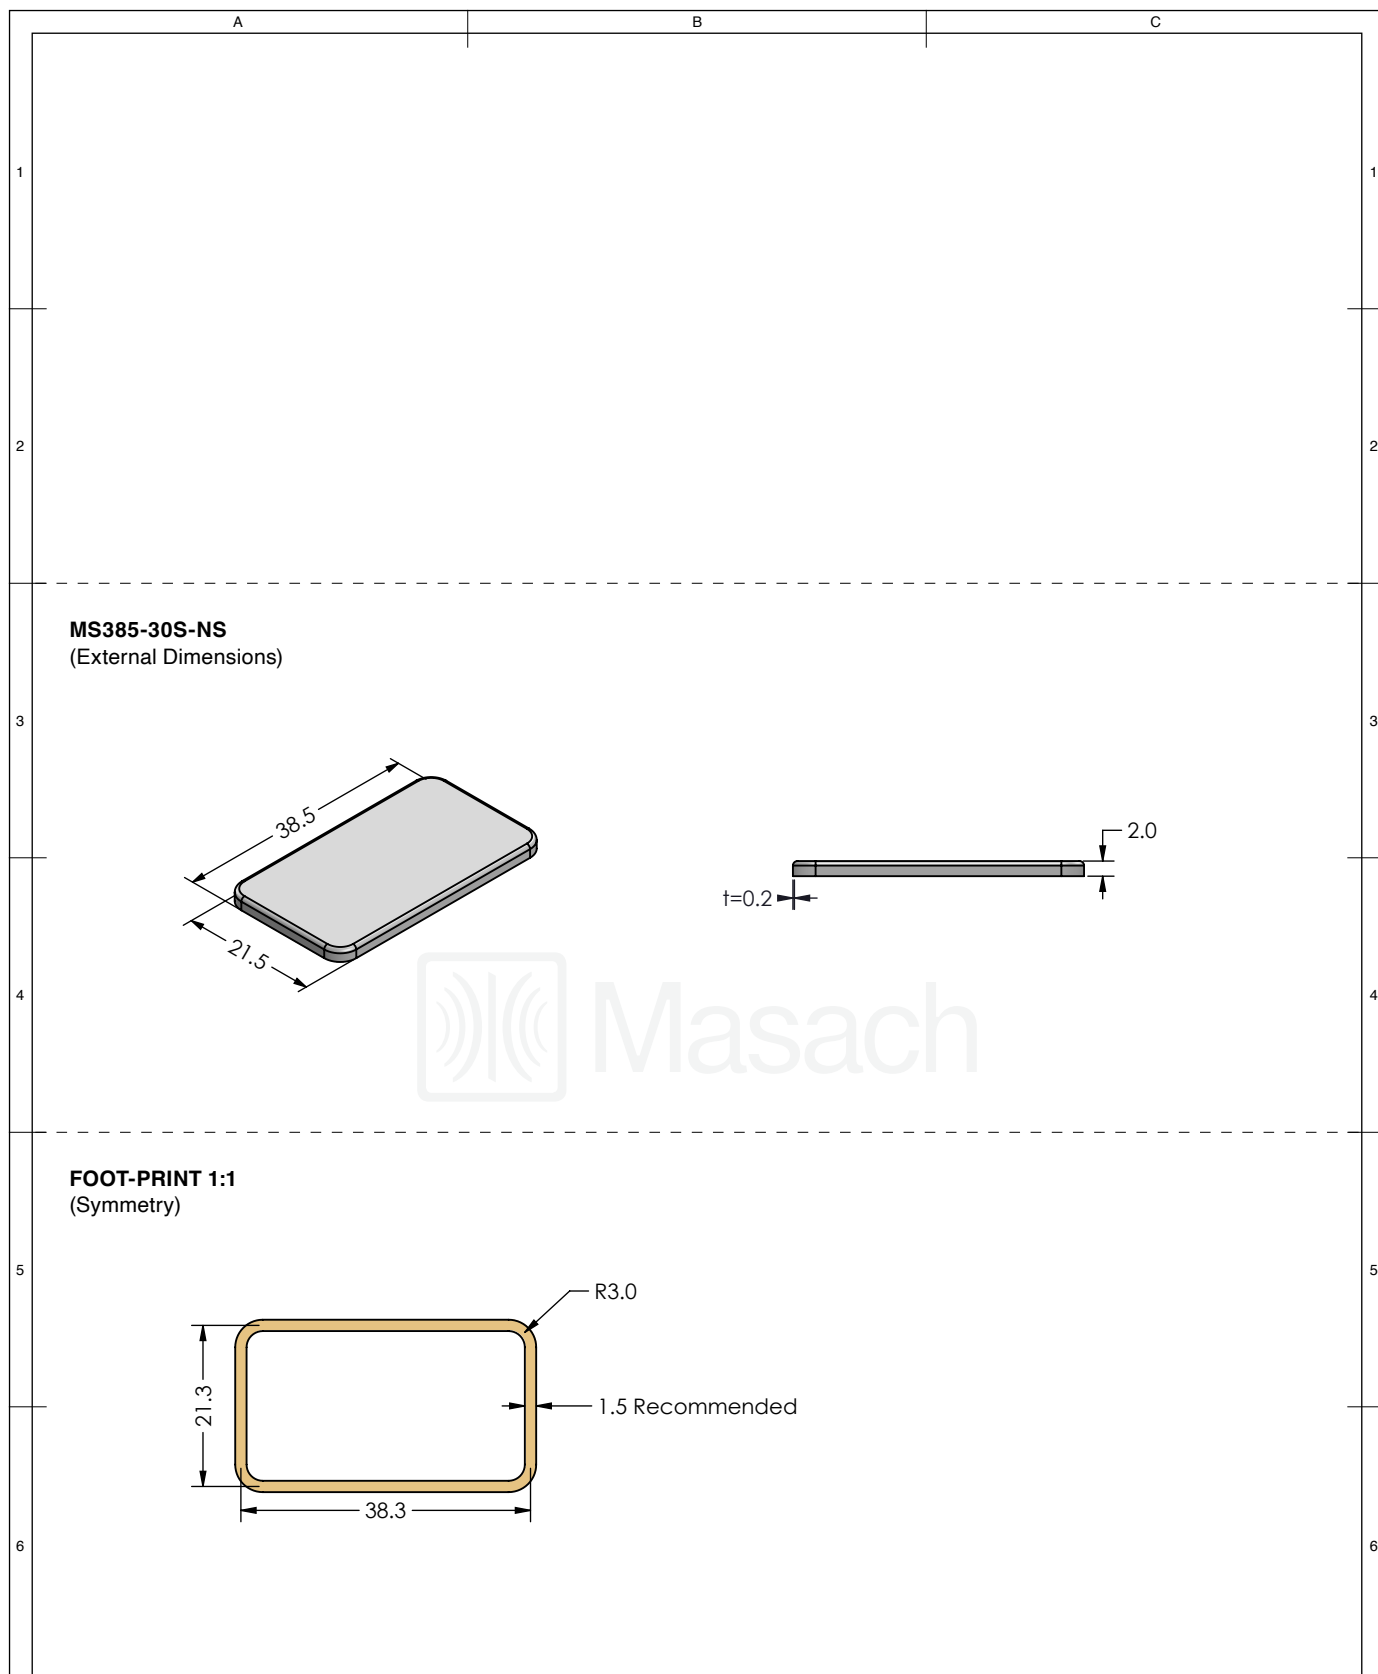 A B C
1 1
2 2
MS385-30S-NS
(External Dimensions)
3 3
38.5
21.5
2.0
t=0.2
4 4
Masach
FOOT-PRINT 1:1
(Symmetry)
5 5
R3.0
21.3
1.5 Recommended
38.3
6 6